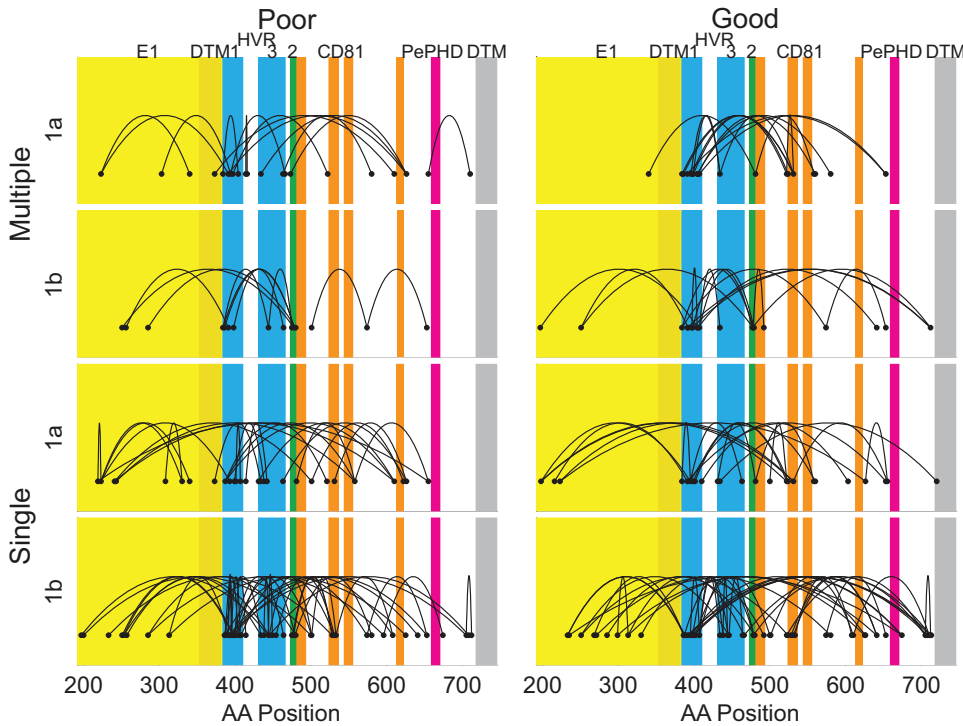 Poor Good
HVR HVR
E1 DTM1 3 2 CD81 PePHD DTM E1 DTM1 3 2 CD81 PePHD DTM
Multiple
1a
1b
Single
1a
1b
200 300 400 500 600 700 200 300 400 500 600 700
AA Position AA Position